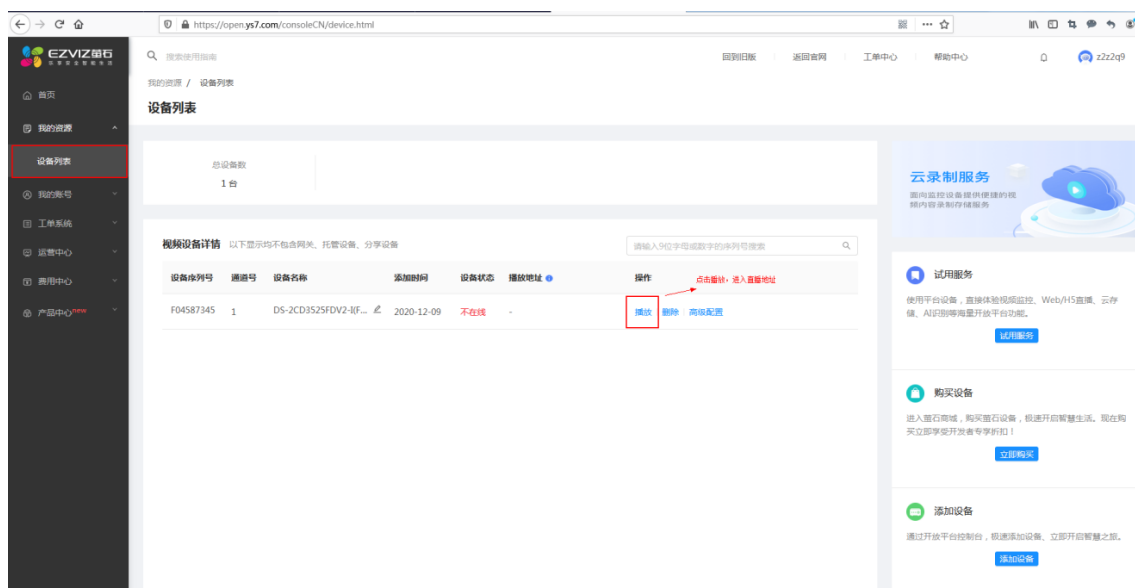 https://open.ys7.com/consoleCN/device.html
EZVIZ萤石
搜索使用指南
回到旧版
返回官网
工单中心
帮助中心
z2z2q9
首页
我的资源
设备列表
我的账号
工单系统
运营中心
费用中心
产品中心new
我的资源 / 设备列表
设备列表
总设备数
1 台
视频设备详情 以下显示均不包含网关、托管设备、分享设备
请输入9位字母或数字的序列号搜索
设备序列号 通道号 设备名称 添加时间 设备状态 播放地址 操作
点击播放,进入直播地址
F04587345 1 DS-2CD3525FDV2-I(F... 2020-12-09 不在线 - 播放 删除 高级配置
云录制服务
面向监控设备提供便捷的视
频内容录制存储服务
试用服务
使用平台设备,直接体验视频监控、Web/H5直播、云存
储、AI识别等海量开放平台功能。
试用服务
购买设备
进入萤石商城,购买萤石设备,极速开启智慧生活。现在购
买立即享受开发者专享折扣!
立即购买
添加设备
通过开放平台控制台,极速添加设备、立即开启智慧之旅。
添加设备